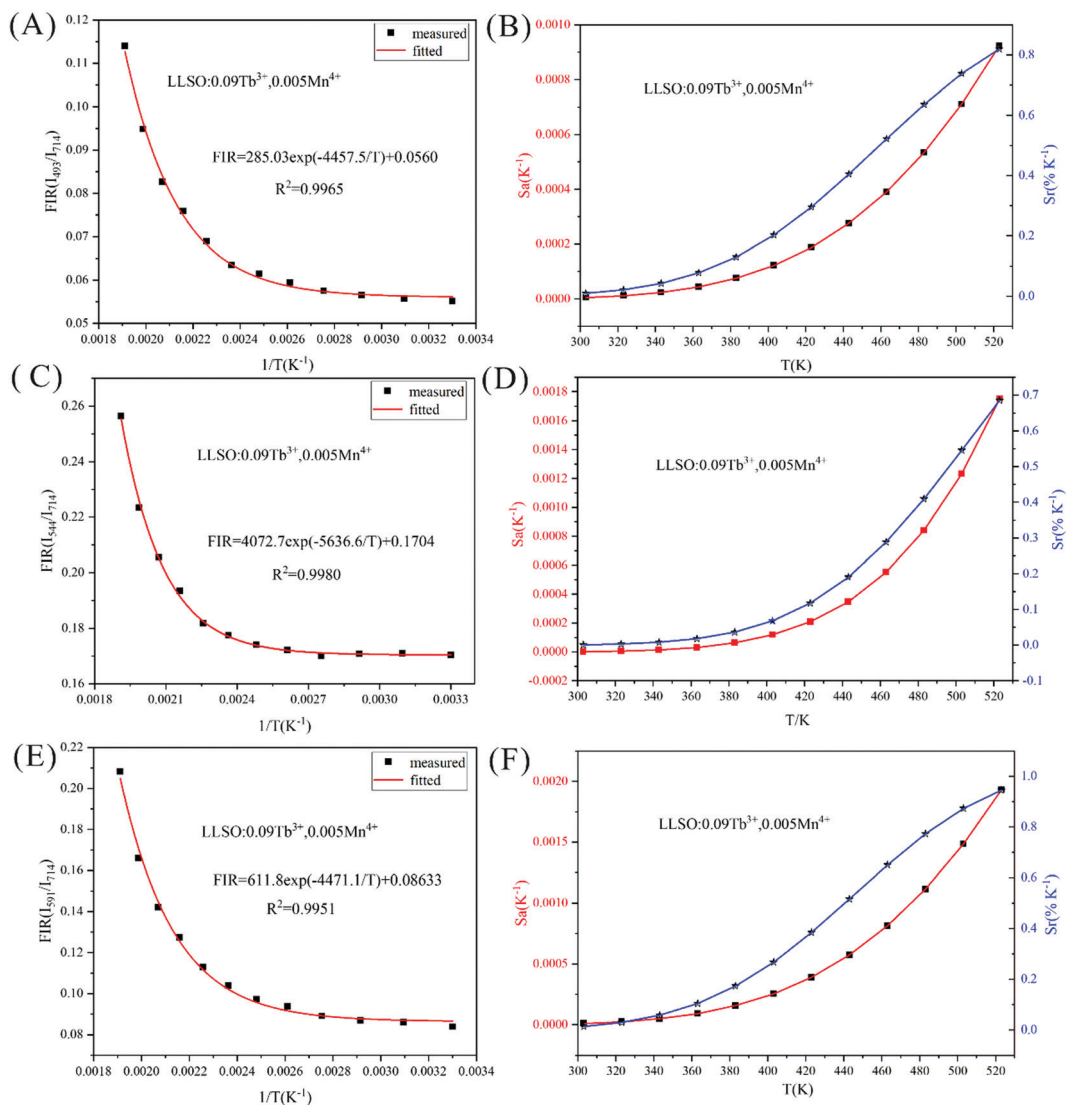 (A)
measured
fitted
LLSO:0.09Tb³⁺,0.005Mn⁴⁺
FIR=285.03exp(-4457.5/T)+0.0560
R²=0.9965
FIR(I₄₉₃/I₇₁₄)
0.12
0.11
0.10
0.09
0.08
0.07
0.06
0.05
0.0018 0.0020 0.0022 0.0024 0.0026 0.0028 0.0030 0.0032 0.0034
1/T(K⁻¹)
(B)
LLSO:0.09Tb³⁺,0.005Mn⁴⁺
Sa(K⁻¹)
0.0010
0.0008
0.0006
0.0004
0.0002
0.0000
Sr(% K⁻¹)
0.8
0.6
0.4
0.2
0.0
300 320 340 360 380 400 420 440 460 480 500 520
T(K)
( C)
measured
fitted
LLSO:0.09Tb³⁺,0.005Mn⁴⁺
FIR=4072.7exp(-5636.6/T)+0.1704
R²=0.9980
FIR(I₅₄₄/I₇₁₄)
0.26
0.24
0.22
0.20
0.18
0.16
0.0018 0.0021 0.0024 0.0027 0.0030 0.0033
1/T(K⁻¹)
(D)
LLSO:0.09Tb³⁺,0.005Mn⁴⁺
Sa(K⁻¹)
0.0018
0.0016
0.0014
0.0012
0.0010
0.0008
0.0006
0.0004
0.0002
0.0000
-0.0002
Sr(% K⁻¹)
0.7
0.6
0.5
0.4
0.3
0.2
0.1
0.0
-0.1
300 320 340 360 380 400 420 440 460 480 500 520
T/K
(E)
measured
fitted
LLSO:0.09Tb³⁺,0.005Mn⁴⁺
FIR=611.8exp(-4471.1/T)+0.08633
R²=0.9951
FIR(I₅₉₁/I₇₁₄)
0.22
0.20
0.18
0.16
0.14
0.12
0.10
0.08
0.0018 0.0020 0.0022 0.0024 0.0026 0.0028 0.0030 0.0032 0.0034
1/T(K⁻¹)
(F)
LLSO:0.09Tb³⁺,0.005Mn⁴⁺
Sa(K⁻¹)
0.0020
0.0015
0.0010
0.0005
0.0000
Sr(% K⁻¹)
1.0
0.8
0.6
0.4
0.2
0.0
300 320 340 360 380 400 420 440 460 480 500 520
T(K)